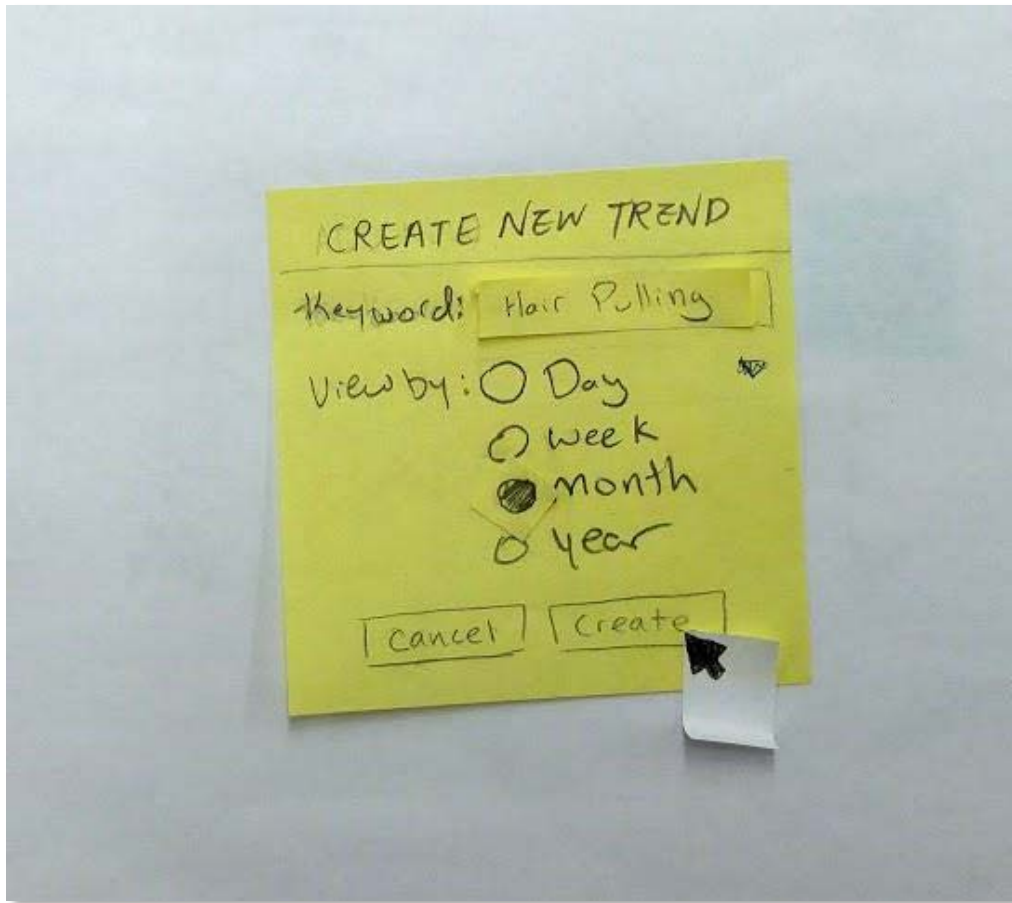 CREATE NEW TREND
Keyword: Hair Pulling
View by: Day
week
month
year
cancel create